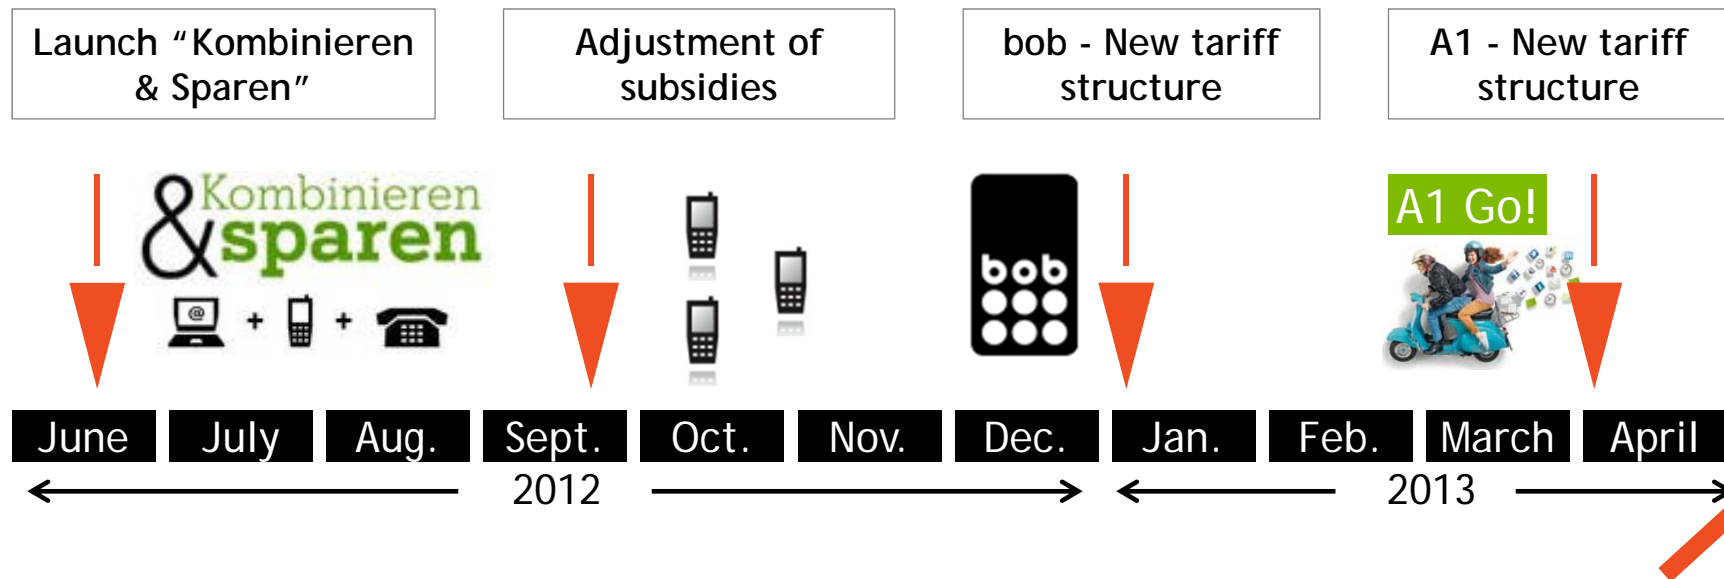 Launch “Kombinieren
& Sparen”
Adjustment of
subsidies
bob - New tariff
structure
A1 - New tariff
structure
Kombinieren
& sparen
@
+ +
bob
A1 Go!
June July Aug. Sept. Oct. Nov. Dec. Jan. Feb. March April
2012 2013